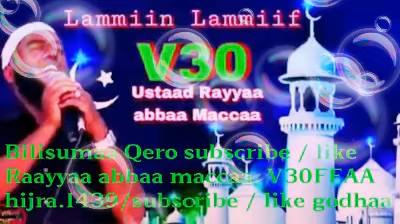 Lammiin Lammiif
V30
Ustaad Rayyaa
abbaa Maccaa
Billsumaa Qero subscribe / like
Raayyaa abbaa maccaa V30FFAA
hijra.1439/subscribe / like godhaa